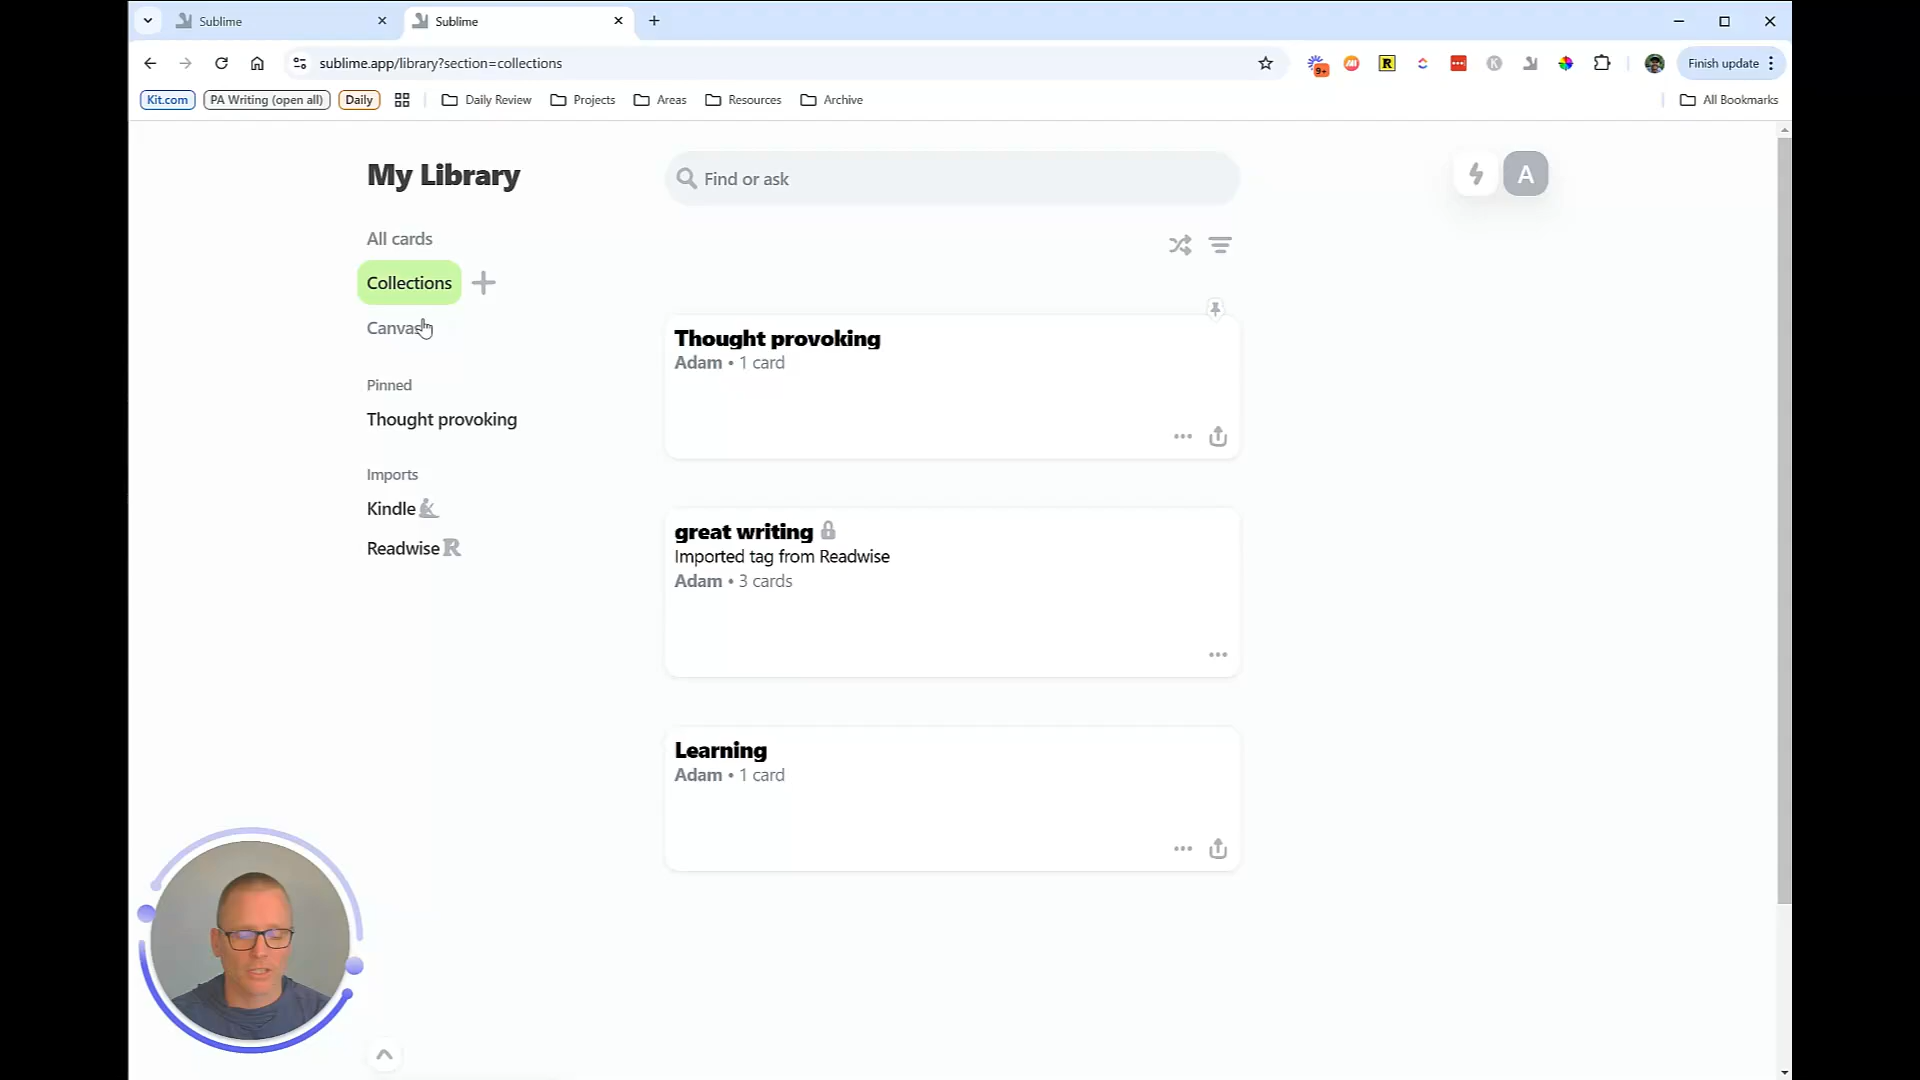 Sublime
Sublime
sublime.app/library?section=collections
9+
Finish update
Kit.com
PA Writing (open all)
Daily
Daily Review
Projects
Areas
Resources
Archive
All Bookmarks
My Library
Find or ask
A
All cards
Collections
Canvas
Pinned
Thought provoking
Imports
Kindle
Readwise R
Thought provoking
Adam • 1 card
great writing
Imported tag from Readwise
Adam • 3 cards
Learning
Adam • 1 card